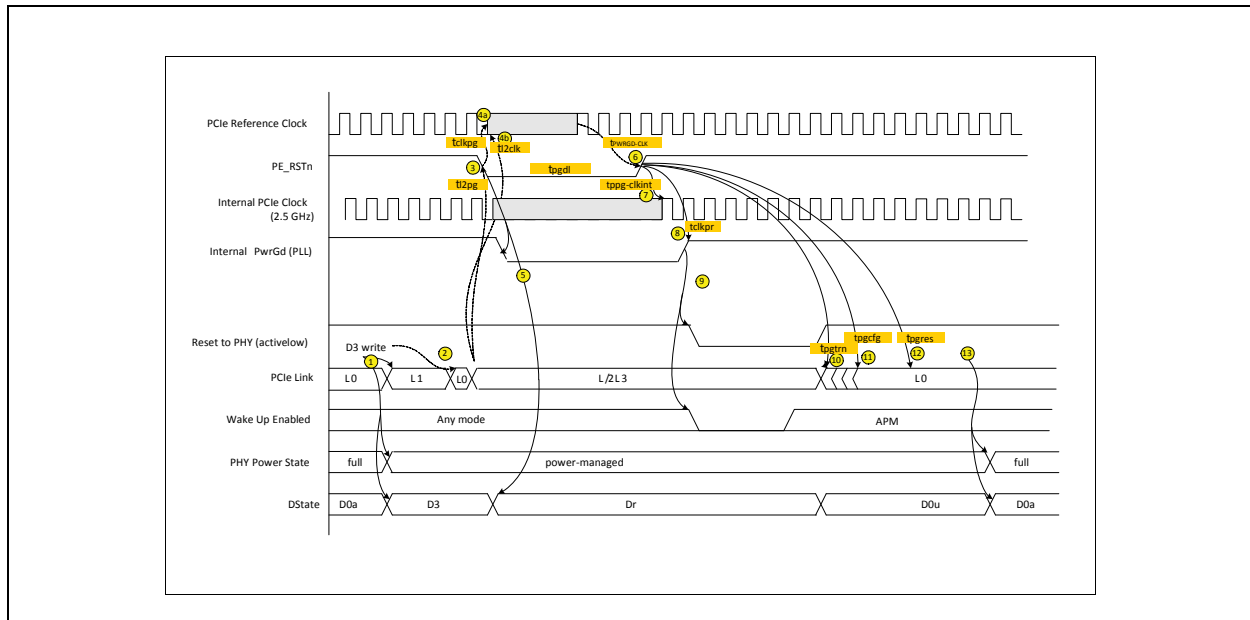 4a
PCIe Reference Clock
4b
tclkpg
tl2clk
tPWRGD-CLK
6
PE_RSTn
3
tpgdl
tl2pg
tppg-clkint
7
Internal PCIe Clock
(2.5 GHz)
tclkpr
8
Internal PwrGd (PLL)
5
9
Reset to PHY (activelow)
D3 write
tpgcfg
tpgres
2
tpgtrn
1
10
11
12
13
PCIe Link
L0
L1
L0
L/2L3
L0
Wake Up Enabled
Any mode
APM
PHY Power State
full
power-managed
full
DState
D0a
D3
Dr
D0u
D0a